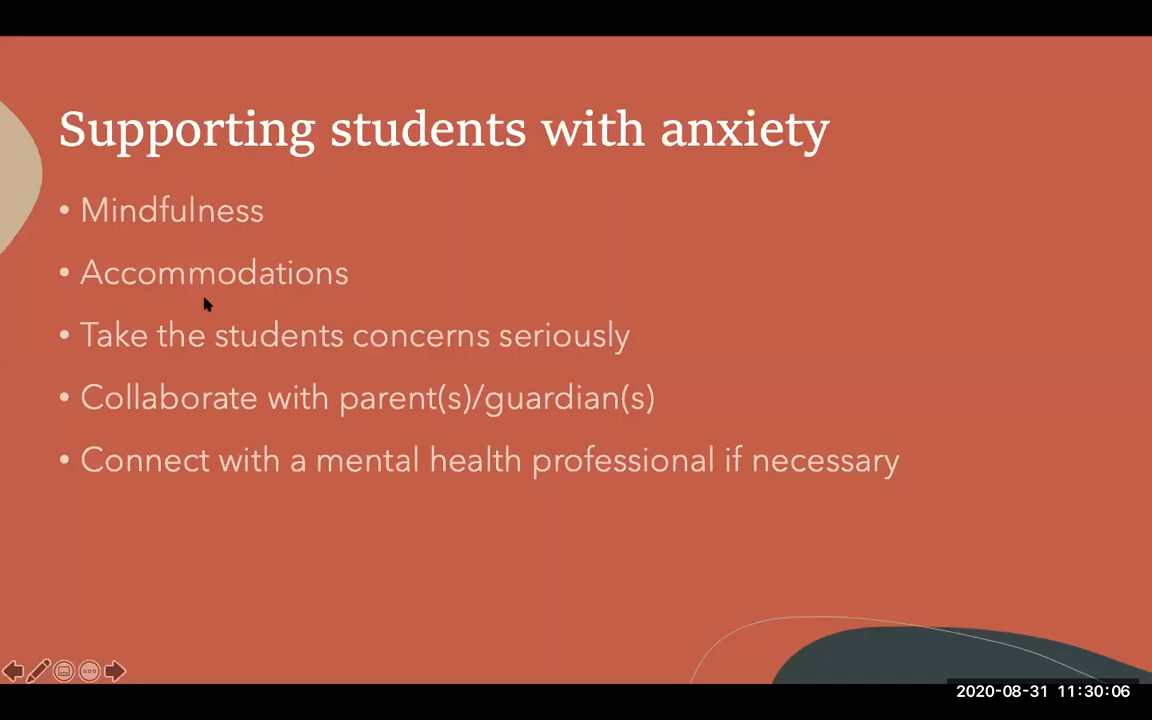 Supporting students with anxiety
• Mindfulness
• Accommodations
• Take the students concerns seriously
• Collaborate with parent(s)/guardian(s)
• Connect with a mental health professional if necessary
2020-08-31 11:30:06